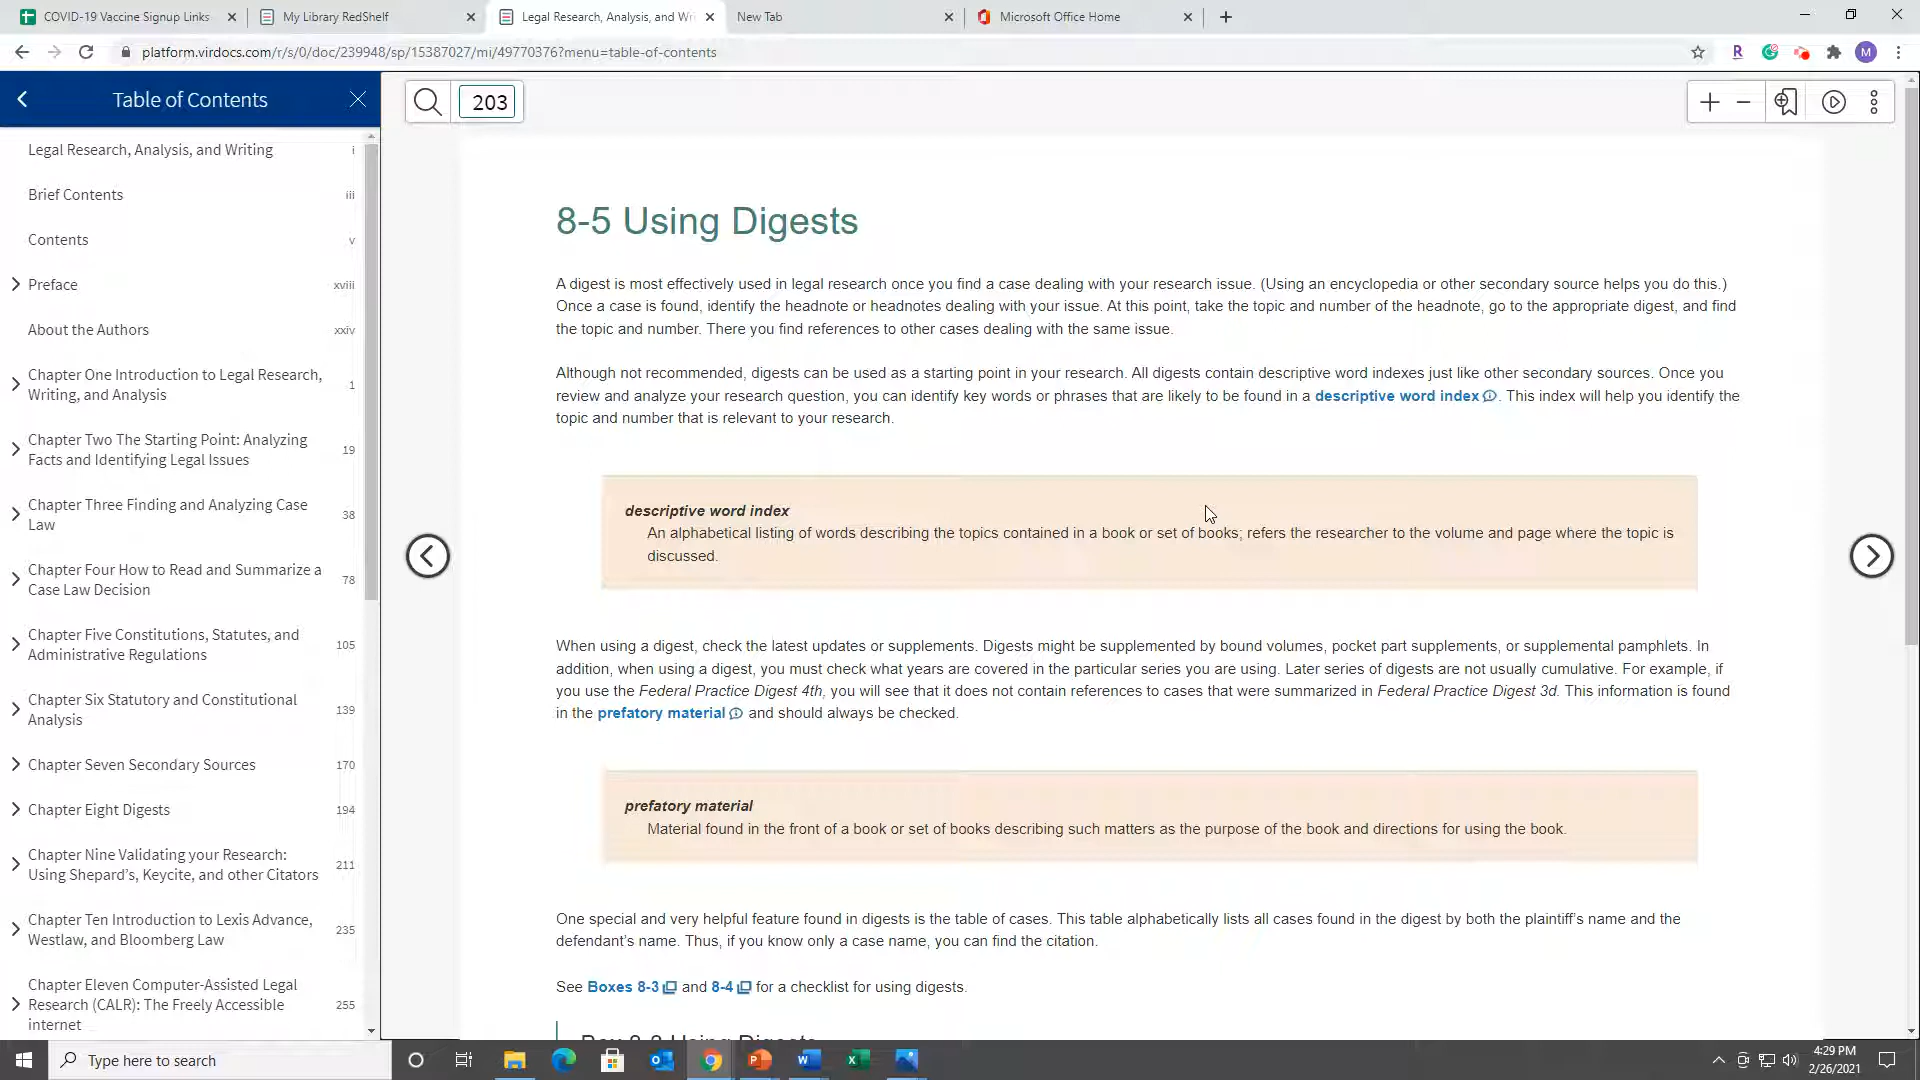 COVID-19 Vaccine Signup Links
My Library RedShelf
Legal Research, Analysis, and Wri
New Tab
Microsoft Office Home
platform.virdocs.com/r/s/0/doc/239948/sp/15387027/mi/49770376?menu=table-of-contents
R
M
Table of Contents
203
Legal Research, Analysis, and Writing i
Brief Contents iii
Contents v
Preface xviii
About the Authors xxiv
Chapter One Introduction to Legal Research,
Writing, and Analysis 1
Chapter Two The Starting Point: Analyzing
Facts and Identifying Legal Issues 19
Chapter Three Finding and Analyzing Case
Law 38
Chapter Four How to Read and Summarize a
Case Law Decision 78
Chapter Five Constitutions, Statutes, and
Administrative Regulations 105
Chapter Six Statutory and Constitutional
Analysis 139
Chapter Seven Secondary Sources 170
Chapter Eight Digests 194
Chapter Nine Validating your Research:
Using Shepard's, Keycite, and other Citators 211
Chapter Ten Introduction to Lexis Advance,
Westlaw, and Bloomberg Law 235
Chapter Eleven Computer-Assisted Legal
Research (CALR): The Freely Accessible 255
internet
8-5 Using Digests
A digest is most effectively used in legal research once you find a case dealing with your research issue. (Using an encyclopedia or other secondary source helps you do this.)
Once a case is found, identify the headnote or headnotes dealing with your issue. At this point, take the topic and number of the headnote, go to the appropriate digest, and find
the topic and number. There you find references to other cases dealing with the same issue.
Although not recommended, digests can be used as a starting point in your research. All digests contain descriptive word indexes just like other secondary sources. Once you
review and analyze your research question, you can identify key words or phrases that are likely to be found in a descriptive word index. This index will help you identify the
topic and number that is relevant to your research.
descriptive word index
An alphabetical listing of words describing the topics contained in a book or set of books; refers the researcher to the volume and page where the topic is
discussed.
When using a digest, check the latest updates or supplements. Digests might be supplemented by bound volumes, pocket part supplements, or supplemental pamphlets. In
addition, when using a digest, you must check what years are covered in the particular series you are using. Later series of digests are not usually cumulative. For example, if
you use the Federal Practice Digest 4th, you will see that it does not contain references to cases that were summarized in Federal Practice Digest 3d. This information is found
in the prefatory material and should always be checked.
prefatory material
Material found in the front of a book or set of books describing such matters as the purpose of the book and directions for using the book.
One special and very helpful feature found in digests is the table of cases. This table alphabetically lists all cases found in the digest by both the plaintiff's name and the
defendant's name. Thus, if you know only a case name, you can find the citation.
See Boxes 8-3 and 8-4 for a checklist for using digests.
Box 8-3 Using Digests
Type here to search
4:29 PM
2/26/2021